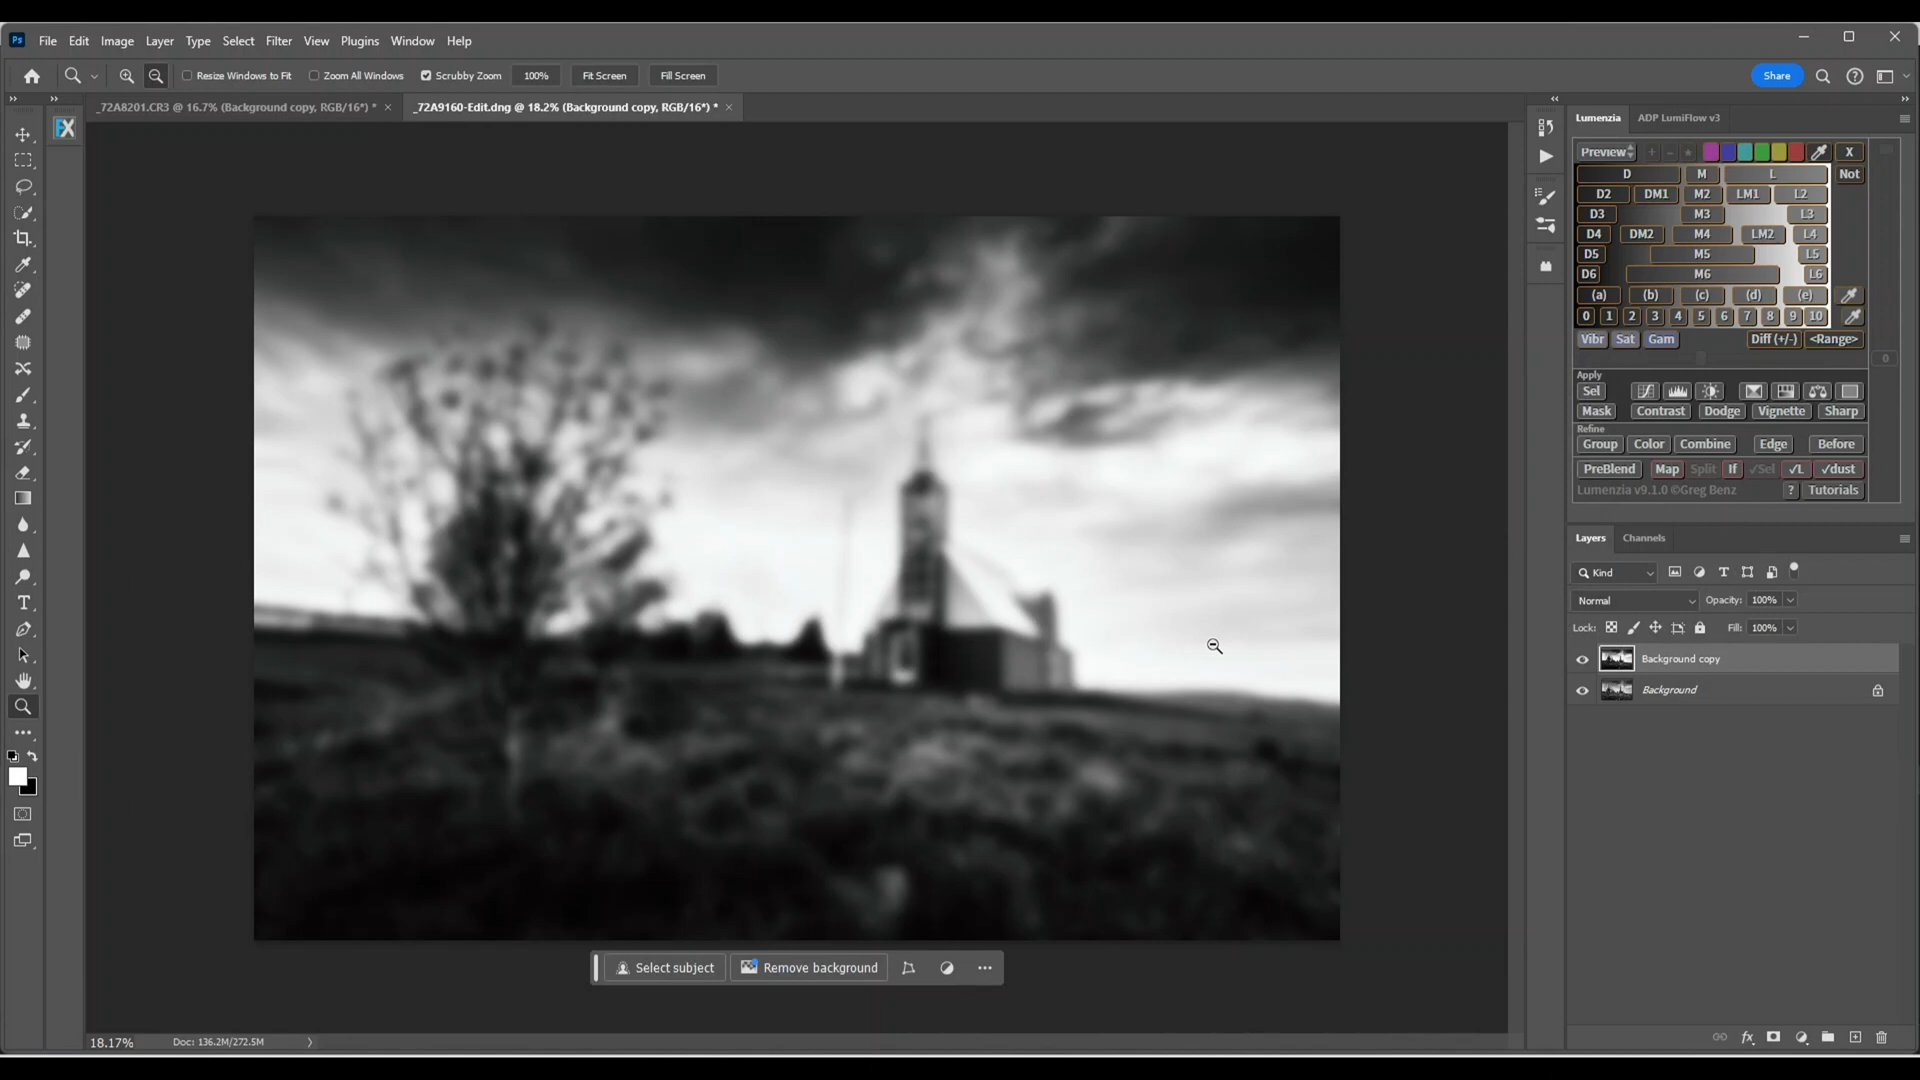 Ps File Edit Image Layer Type Select Filter View Plugins Window Help
Resize Windows to Fit Zoom All Windows Scrubby Zoom 100% Fit Screen Fill Screen Share
_72A8201.CR3 @ 16.7% (Background copy, RGB/16*) * ×
_72A9160-Edit.dng @ 18.2% (Background copy, RGB/16*) * ×
FX
Lumenzia ADP LumiFlow v3
Preview X
D M L Not
D2 DM1 M2 LM1 L2
D3 M3 L3
D4 DM2 M4 LM2 L4
D5 M5 L5
D6 M6 L6
(a) (b) (c) (d) (e)
0 1 2 3 4 5 6 7 8 9 10
Vibr Sat Gam Diff (+/-) <Range>
0
Apply
Sel
Mask Contrast Dodge Vignette Sharp
Refine
Group Color Combine Edge Before
PreBlend Map Split If √Sel √L √dust
Lumenzia v9.1.0 ©Greg Benz ? Tutorials
Layers Channels
Kind
Normal Opacity: 100%
Lock: Fill: 100%
Background copy
Background
Select subject Remove background
18.17% Doc: 136.2M/272.5M
fx